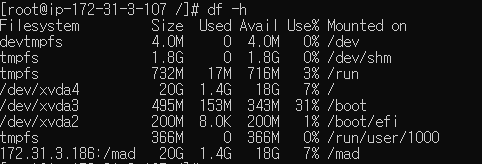 [root@ip-172-31-3-107 /]# df -h
Filesystem Size Used Avail Use% Mounted on
devtmpfs 4.0M 0 4.0M 0% /dev
tmpfs 1.8G 0 1.8G 0% /dev/shm
tmpfs 732M 17M 716M 3% /run
/dev/xvda4 20G 1.4G 18G 7% /
/dev/xvda3 495M 153M 343M 31% /boot
/dev/xvda2 200M 8.0K 200M 1% /boot/efi
tmpfs 366M 0 366M 0% /run/user/1000
172.31.3.186:/mad 20G 1.4G 18G 7% /mad